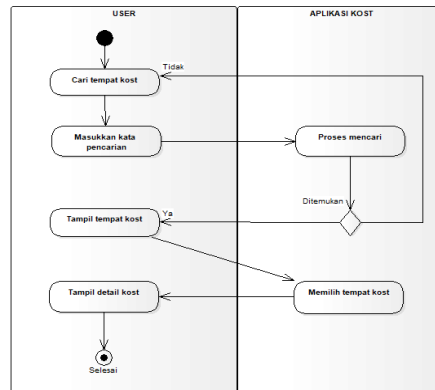 USER
APLIKASI KOST
Tidak
Cari tempat kost
Masukkan kata
pencarian
Proses mencari
Ditemukan
Ya
Tampil tempat kost
Tampil detail kost
Memilih tempat kost
Selesai